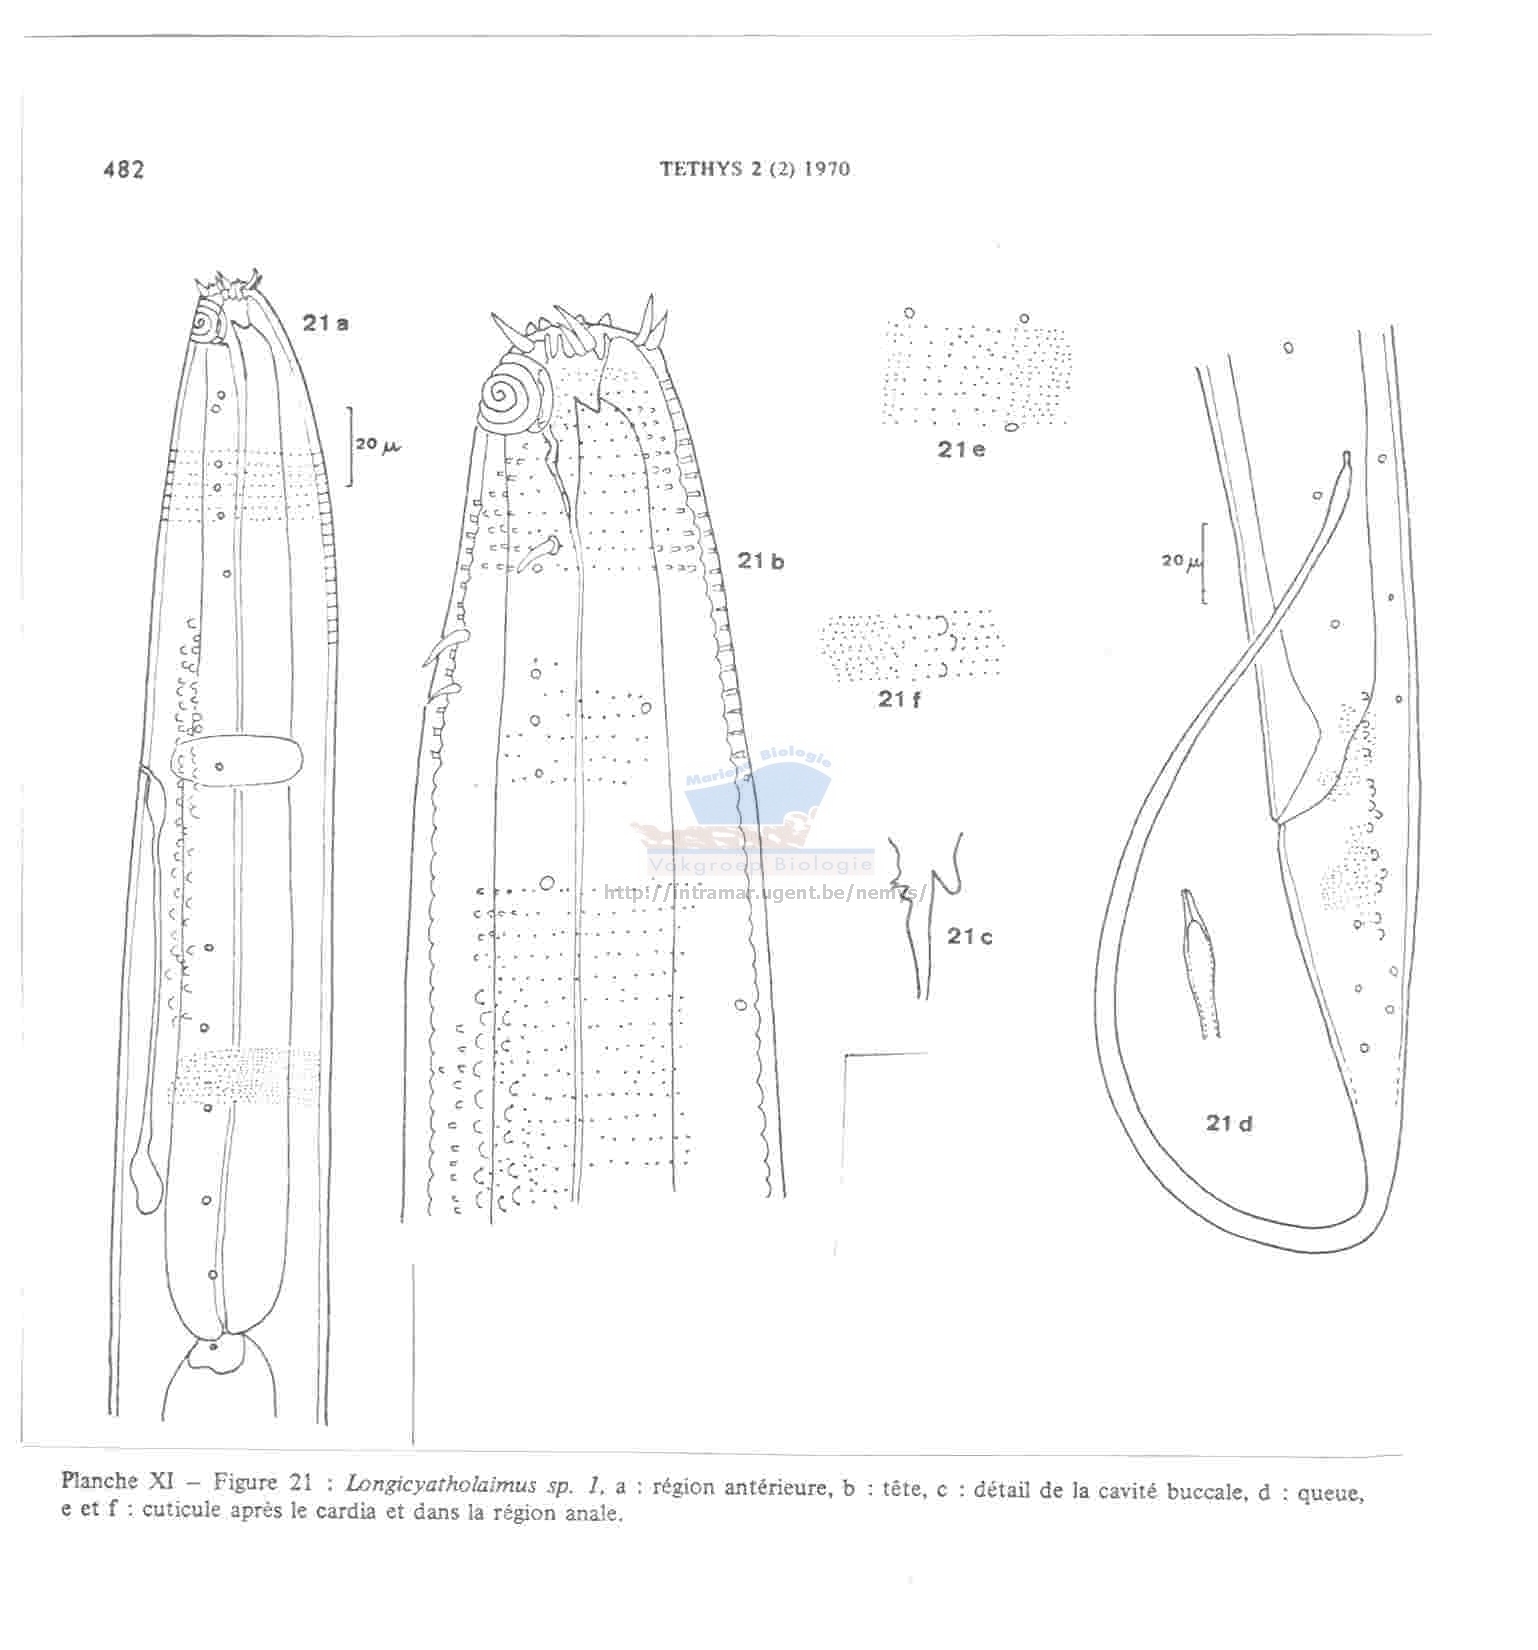 482
TETHYS 2 (2) 1970
21 a
20 µ
21 b
21 e
21 f
20 µ
Marine Biologie
Vakgroep Biologie
http://intramar.ugent.be/nemys/
21 c
21 d
Planche XI – Figure 21 : Longicyatholaimus sp. 1, a : région antérieure, b : tête, c : détail de la cavité buccale, d : queue,
e et f : cuticule après le cardia et dans la région anale.